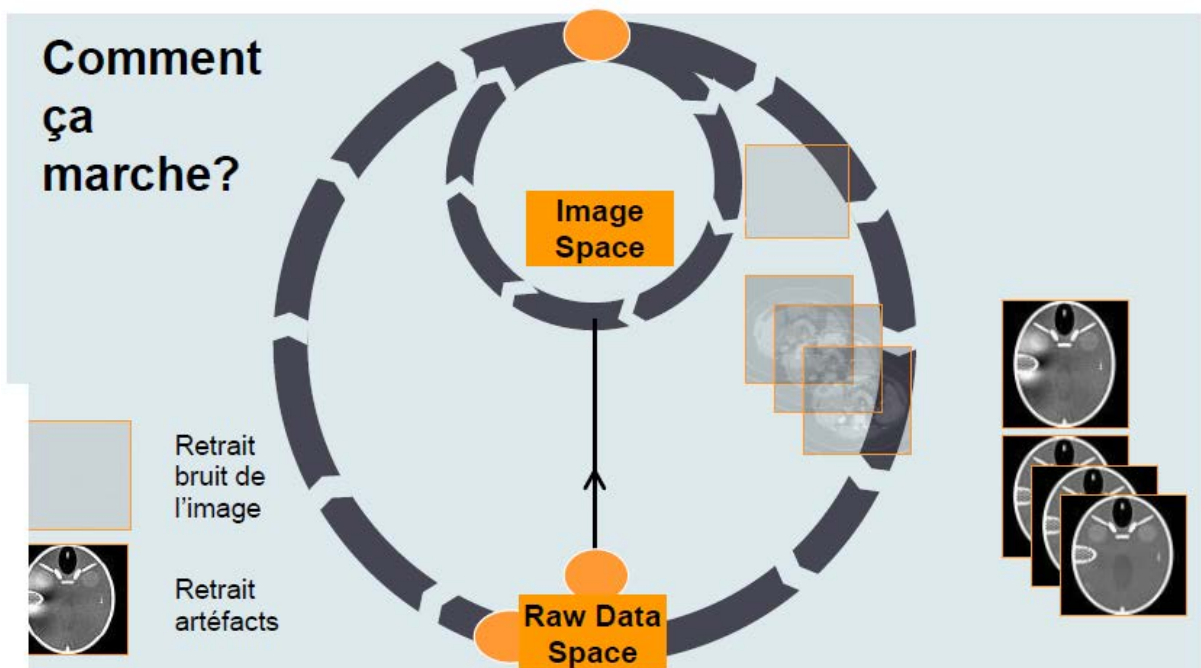 Comment
ça
marche?
Image
Space
Retrait
bruit de
l'image
Retrait
artéfacts
Raw Data
Space